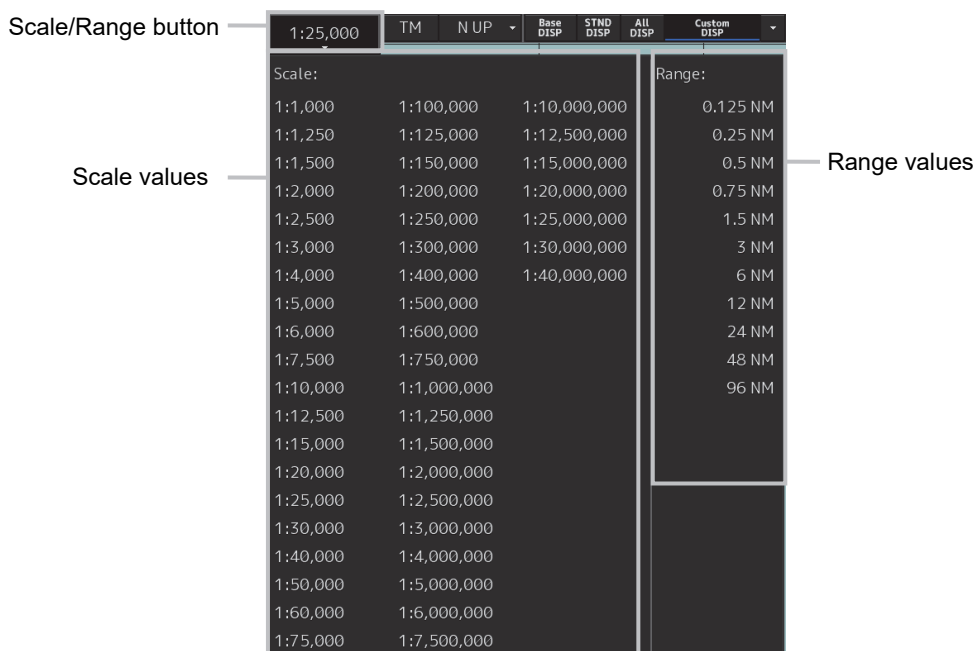 Scale/Range button
1:25,000 TM N UP Base DISP STND DISP All DISP Custom DISP
Scale: Range:
1:1,000 1:100,000 1:10,000,000 0.125 NM
1:1,250 1:125,000 1:12,500,000 0.25 NM
1:1,500 1:150,000 1:15,000,000 0.5 NM
Range values
Scale values
1:2,000 1:200,000 1:20,000,000 0.75 NM
1:2,500 1:250,000 1:25,000,000 1.5 NM
1:3,000 1:300,000 1:30,000,000 3 NM
1:4,000 1:400,000 1:40,000,000 6 NM
1:5,000 1:500,000 12 NM
1:6,000 1:600,000 24 NM
1:7,500 1:750,000 48 NM
1:10,000 1:1,000,000 96 NM
1:12,500 1:1,250,000
1:15,000 1:1,500,000
1:20,000 1:2,000,000
1:25,000 1:2,500,000
1:30,000 1:3,000,000
1:40,000 1:4,000,000
1:50,000 1:5,000,000
1:60,000 1:6,000,000
1:75,000 1:7,500,000